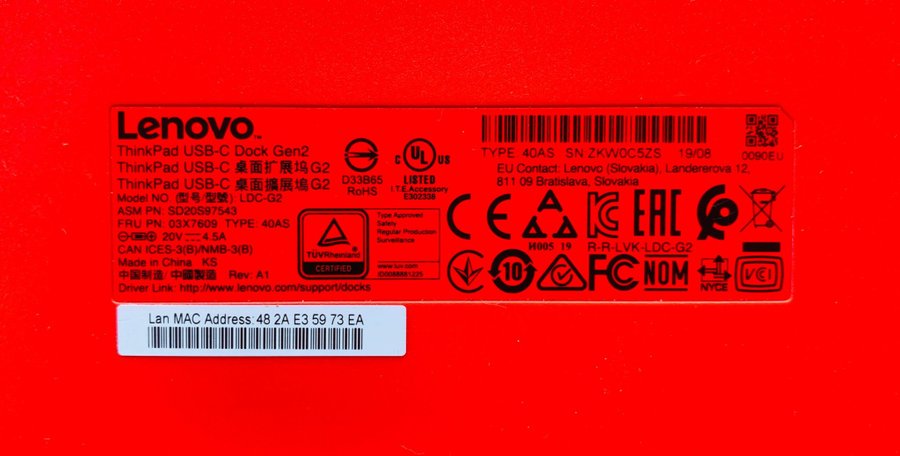 Lenovo™
ThinkPad USB-C Dock Gen2
ThinkPad USB-C 桌面扩展坞 G2
ThinkPad USB-C 桌面擴展塢 G2
Model NO. (型号/型號): LDC-G2
ASM PN: SD20S97543
FRU PN: 03X7609 TYPE: 40AS
20V 4.5A
CAN ICES-3(B)/NMB-3(B)
Made in China KS
中国制造/中國製造 Rev: A1
Driver Link: http://www.lenovo.com/support/docks
D33B65
RoHS
C UL US
LISTED
I.T.E. Accessory
E302338
TÜVRheinland
CERTIFIED
Type Approved
Safety
Regular Production
Surveillance
www.tuv.com
TYPE 40AS SN:ZKW0C5ZS 19/08
0090EU
EU Contact: Lenovo (Slovakia), Landererova 12,
811 09 Bratislava, Slovakia
CE
KC
EAC
H005 19
R-R-LVK-LDC-G2
10
FC
NOM
NYCE
VCI
Lan MAC Address: 48 2A E3 59 73 EA